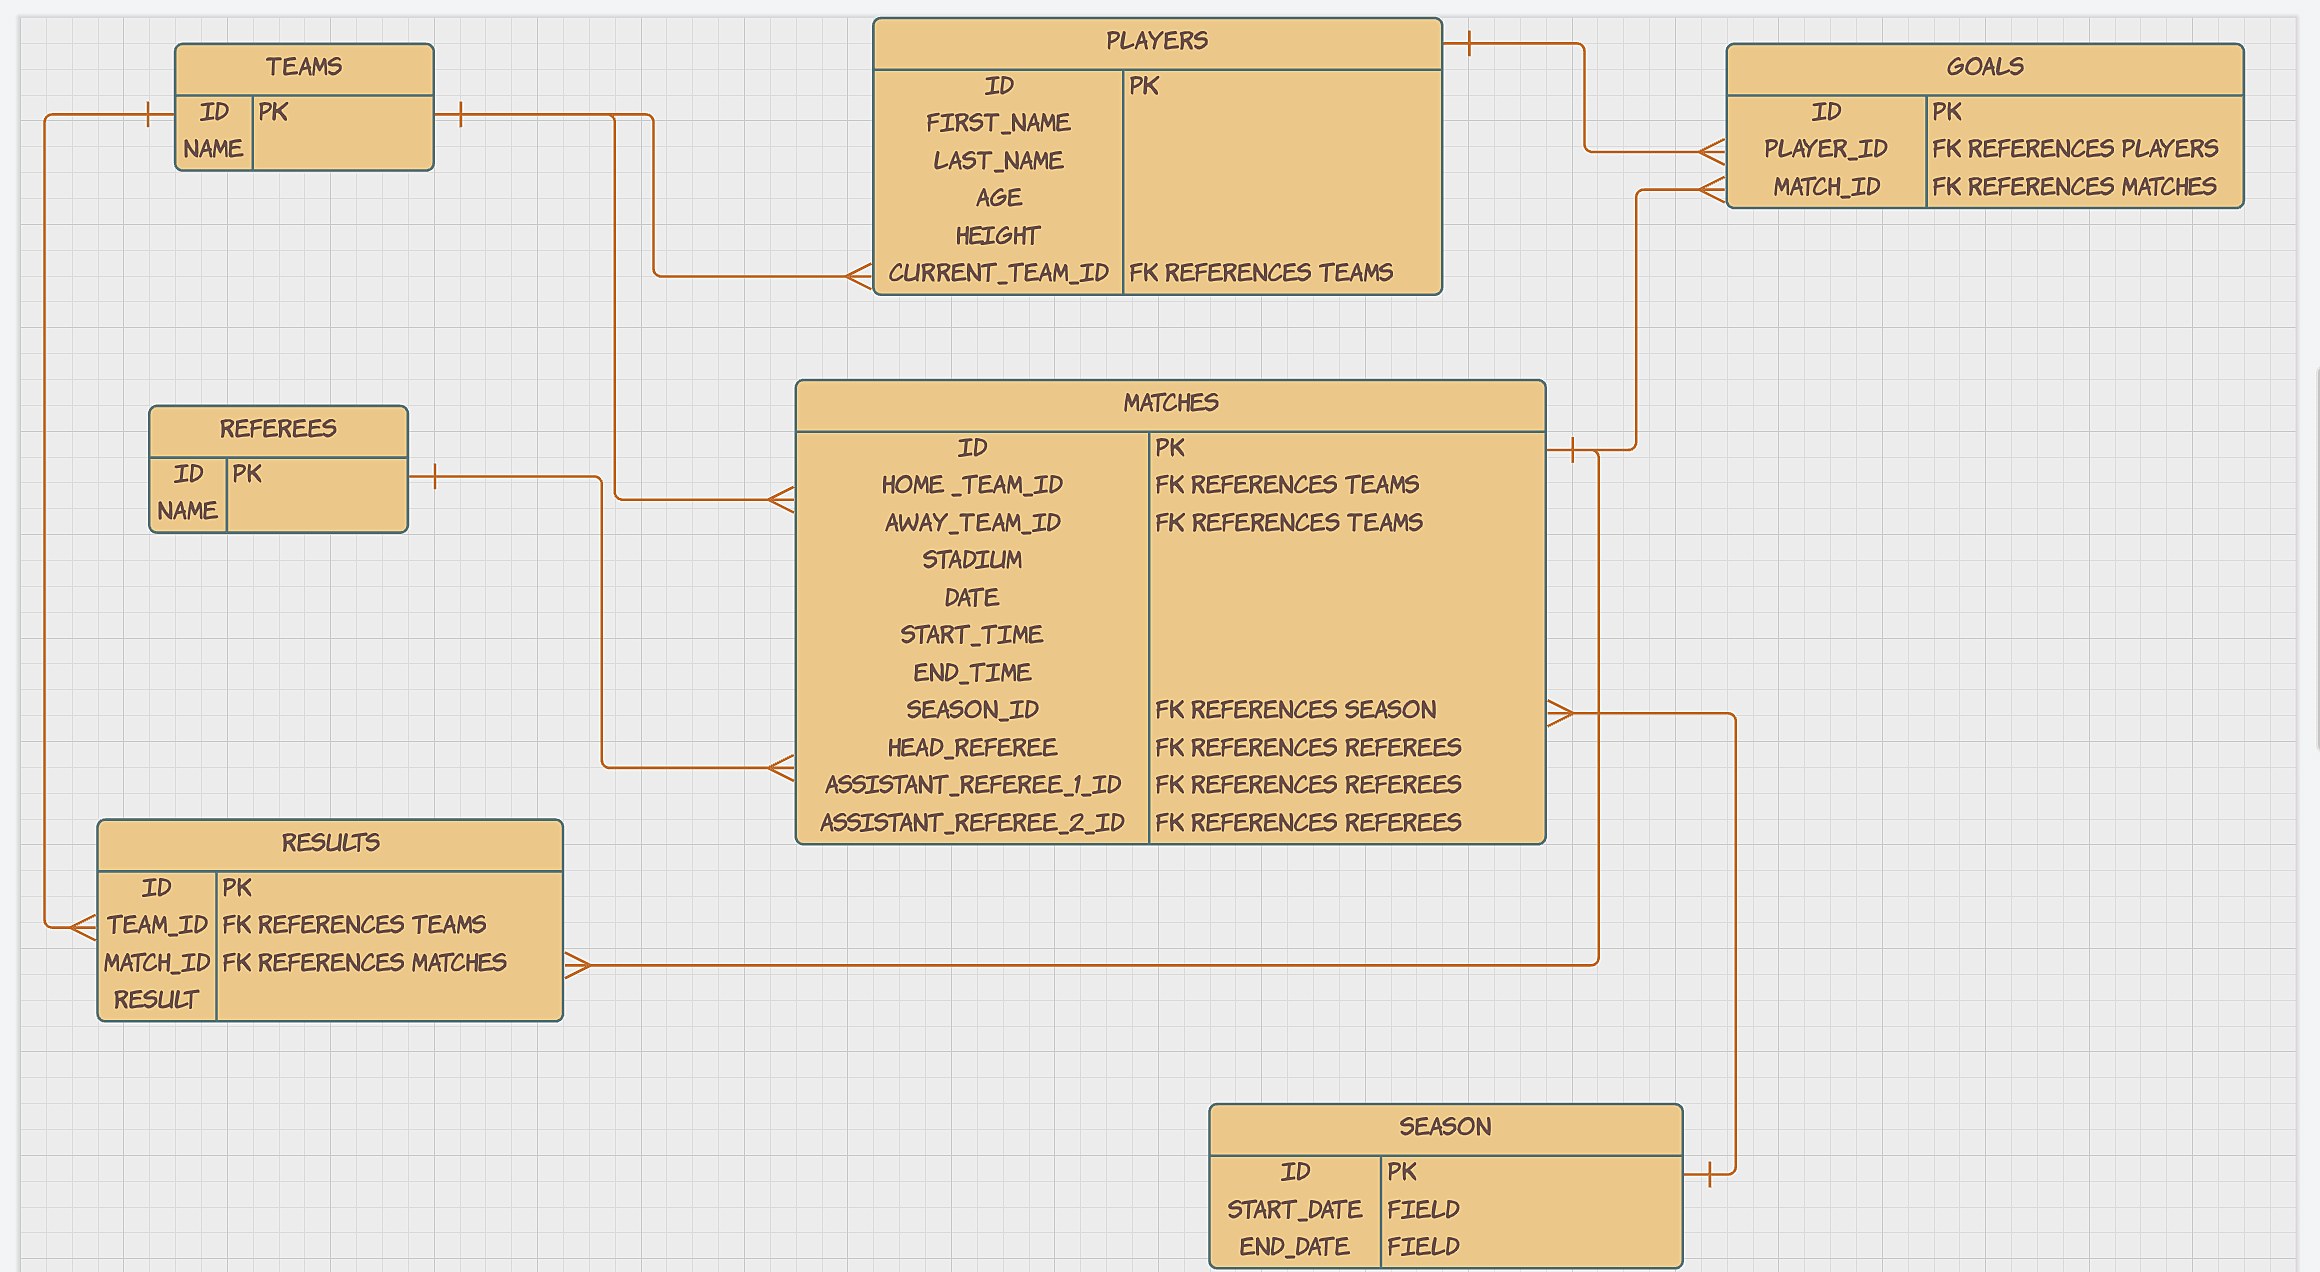 TEAMS
ID PK
NAME
PLAYERS
ID PK
FIRST_NAME
LAST_NAME
AGE
HEIGHT
CURRENT_TEAM_ID FK REFERENCES TEAMS
GOALS
ID PK
PLAYER_ID FK REFERENCES PLAYERS
MATCH_ID FK REFERENCES MATCHES
REFEREES
ID PK
NAME
MATCHES
ID PK
HOME _TEAM_ID FK REFERENCES TEAMS
AWAY_TEAM_ID FK REFERENCES TEAMS
STADIUM
DATE
START_TIME
END_TIME
SEASON_ID FK REFERENCES SEASON
HEAD_REFEREE FK REFERENCES REFEREES
ASSISTANT_REFEREE_1_ID FK REFERENCES REFEREES
ASSISTANT_REFEREE_2_ID FK REFERENCES REFEREES
RESULTS
ID PK
TEAM_ID FK REFERENCES TEAMS
MATCH_ID FK REFERENCES MATCHES
RESULT
SEASON
ID PK
START_DATE FIELD
END_DATE FIELD